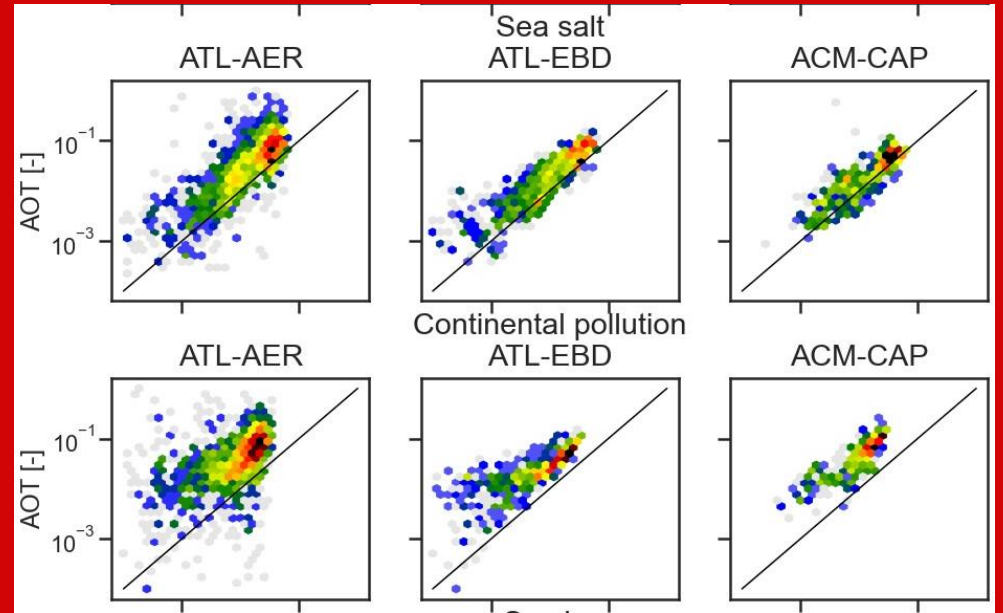 Sea salt
ATL-AER ATL-EBD ACM-CAP
AOT [-]
10⁻¹
10⁻³
Continental pollution
ATL-AER ATL-EBD ACM-CAP
AOT [-]
10⁻¹
10⁻³